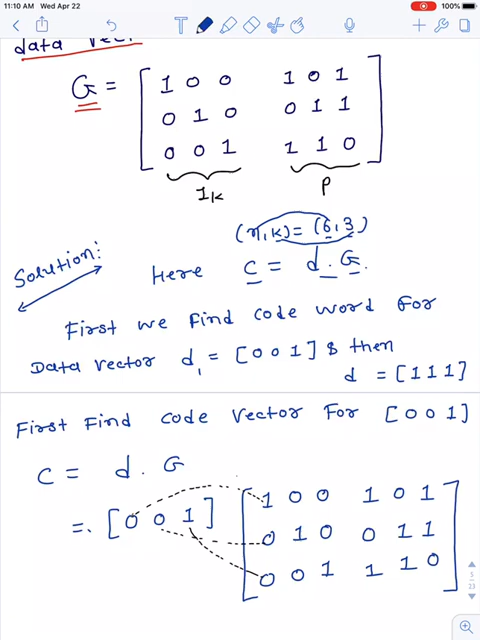 11:10 AM Wed Apr 22
100%
data vect
G = [ 1 0 0 1 0 1
0 1 0 0 1 1
0 0 1 1 1 0 ]
Ik P
(n,k) = (6,3)
Solution:
Here C = d . G.
First we find code word for
Data vector d1 = [0 0 1] & then
d = [1 1 1]
First find code vector for [0 0 1]
C = d . G
= [0 0 1] [ 1 0 0 1 0 1
0 1 0 0 1 1
0 0 1 1 1 0 ]
5
23